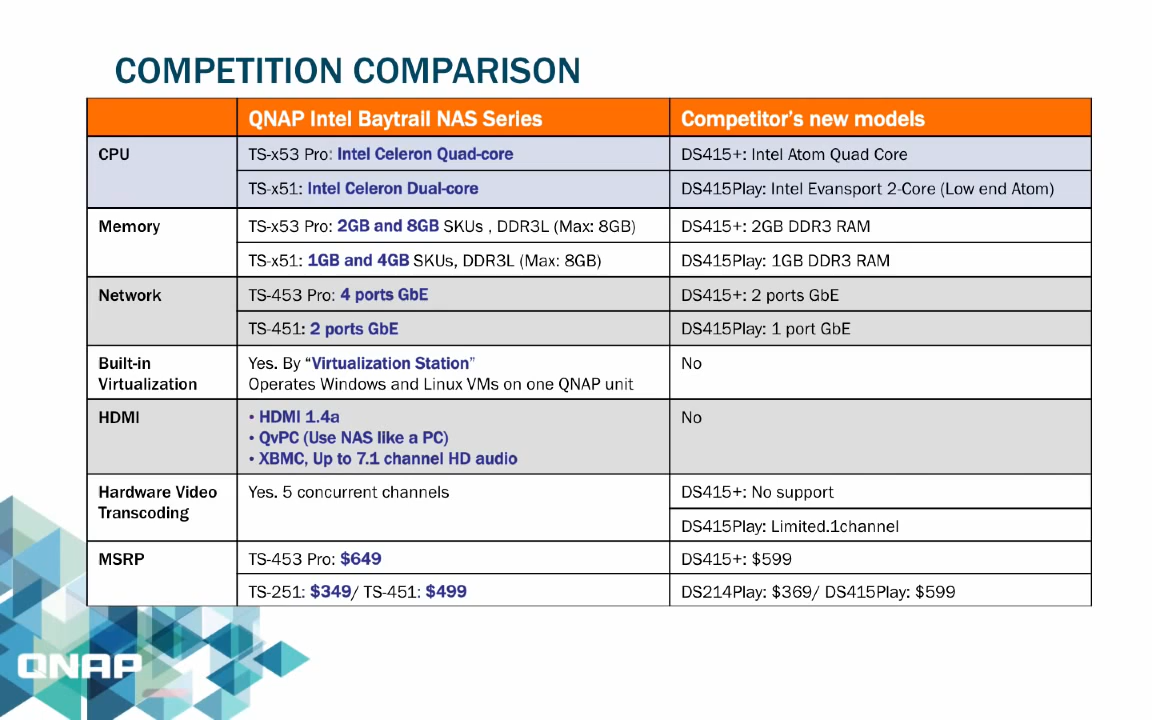 COMPETITION COMPARISON
QNAP Intel Baytrail NAS Series
Competitor's new models
CPU
TS-x53 Pro: Intel Celeron Quad-core
DS415+: Intel Atom Quad Core
TS-x51: Intel Celeron Dual-core
DS415Play: Intel Evansport 2-Core (Low end Atom)
Memory
TS-x53 Pro: 2GB and 8GB SKUs , DDR3L (Max: 8GB)
DS415+: 2GB DDR3 RAM
TS-x51: 1GB and 4GB SKUs, DDR3L (Max: 8GB)
DS415Play: 1GB DDR3 RAM
Network
TS-453 Pro: 4 ports GbE
DS415+: 2 ports GbE
TS-451: 2 ports GbE
DS415Play: 1 port GbE
Built-in
Virtualization
Yes. By “Virtualization Station”
Operates Windows and Linux VMs on one QNAP unit
No
HDMI
• HDMI 1.4a
• QvPC (Use NAS like a PC)
• XBMC, Up to 7.1 channel HD audio
No
Hardware Video
Transcoding
Yes. 5 concurrent channels
DS415+: No support
DS415Play: Limited.1channel
MSRP
TS-453 Pro: $649
DS415+: $599
TS-251: $349/ TS-451: $499
DS214Play: $369/ DS415Play: $599
QNAP